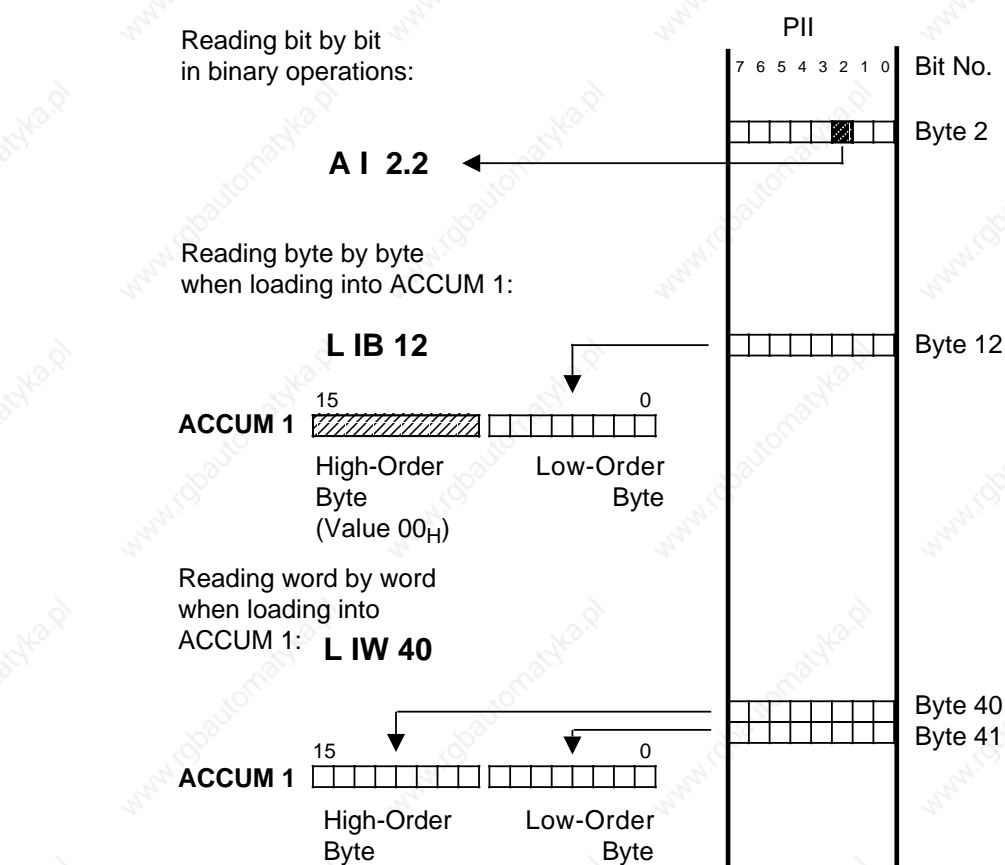 PII
Reading bit by bit
in binary operations:
7 6 5 4 3 2 1 0 Bit No.
Byte 2
A I 2.2
Reading byte by byte
when loading into ACCUM 1:
L IB 12
Byte 12
15 0
ACCUM 1
High-Order Low-Order
Byte Byte
(Value 00H)
Reading word by word
when loading into
ACCUM 1:
L IW 40
Byte 40
Byte 41
15 0
ACCUM 1
High-Order Low-Order
Byte Byte
www.rgbautomatyka.pl